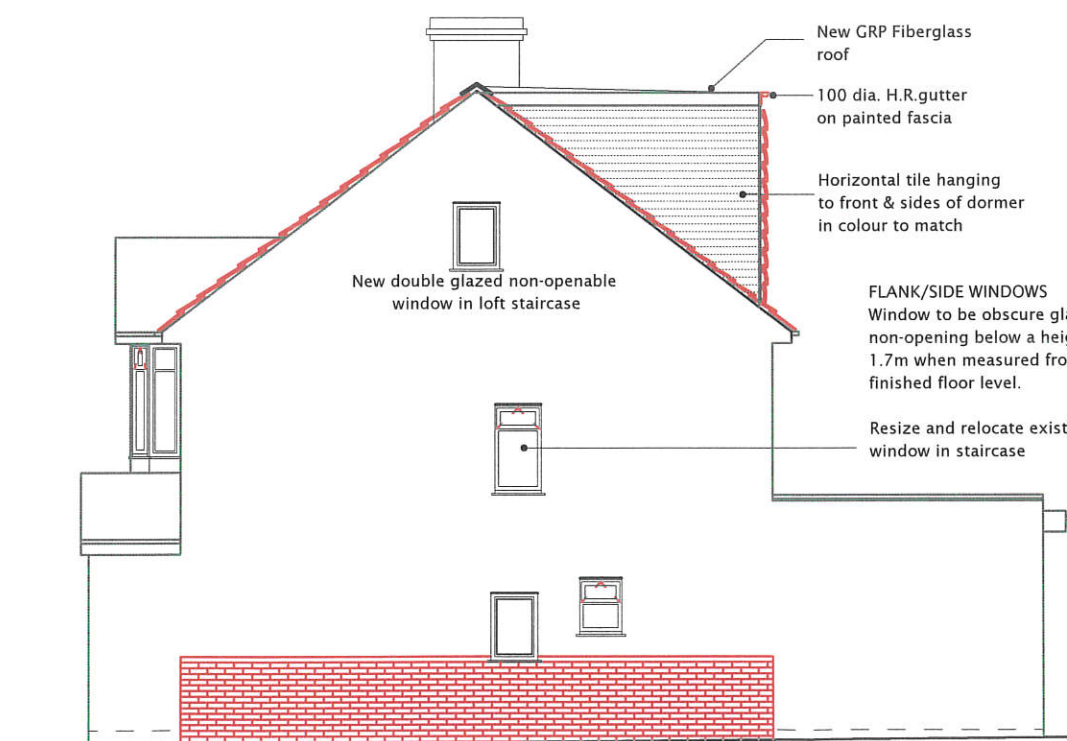 New GRP Fiberglass
roof
100 dia. H.R.gutter
on painted fascia
Horizontal tile hanging
to front & sides of dormer
in colour to match
New double glazed non-openable
window in loft staircase
FLANK/SIDE WINDOWS
Window to be obscure
non-opening below a
1.7m when measured
finished floor level.
Resize and relocate
window in staircase